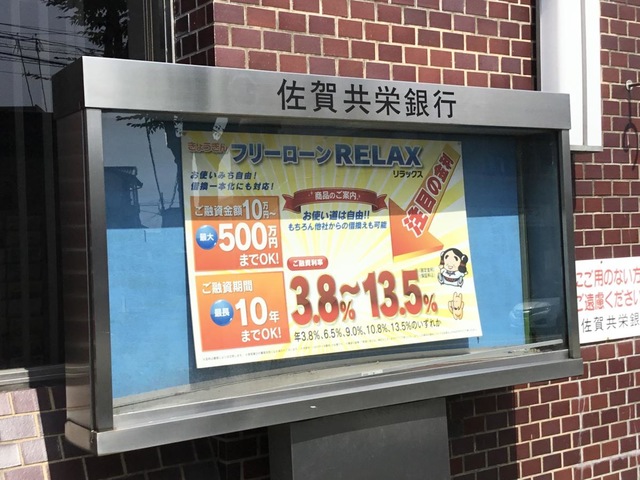 佐賀共栄銀行
きょうぎん フリーローンRELAX
リラックス
お使いみち自由!
借換一本化にも対応!
注目の金利
商品のご案内
お使い道は自由!!
もちろん他社からの借換えも可能
ご融資金額10万円~
最大500万円
までOK!
ご融資利率
3.8%~13.5%
年3.8%、6.5%、9.0%、10.8%、13.5%のいずれか
ご融資期間
最長10年
までOK!
ご用のない方
ご遠慮くださ
佐賀共栄銀